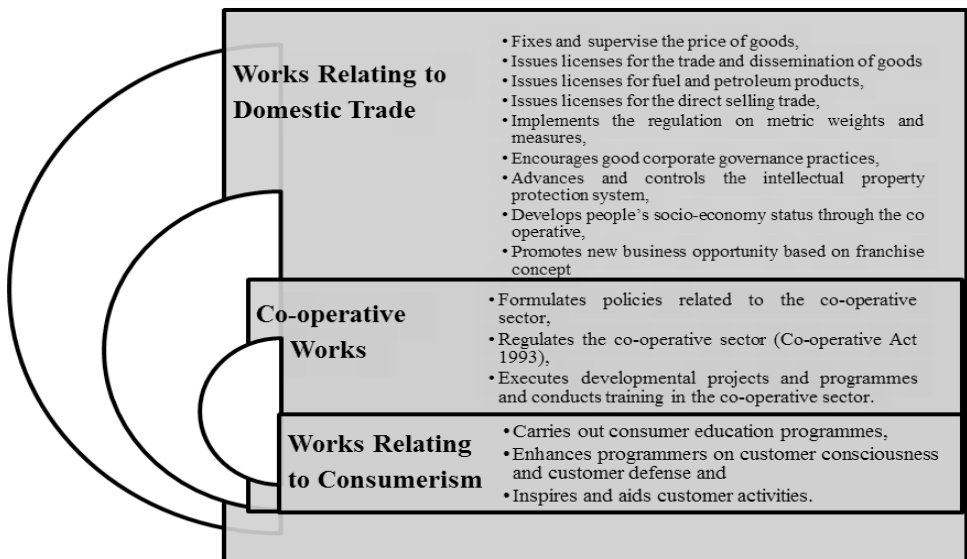 Works Relating to
Domestic Trade
• Fixes and supervise the price of goods,
• Issues licenses for the trade and dissemination of goods
• Issues licenses for fuel and petroleum products,
• Issues licenses for the direct selling trade,
• Implements the regulation on metric weights and
measures,
• Encourages good corporate governance practices,
• Advances and controls the intellectual property
protection system,
• Develops people's socio-economy status through the co
operative,
• Promotes new business opportunity based on franchise
concept
Co-operative
Works
• Formulates policies related to the co-operative
sector,
• Regulates the co-operative sector (Co-operative Act
1993),
• Executes developmental projects and programmes
and conducts training in the co-operative sector.
Works Relating
to Consumerism
• Carries out consumer education programmes,
• Enhances programmers on customer consciousness
and customer defense and
• Inspires and aids customer activities.